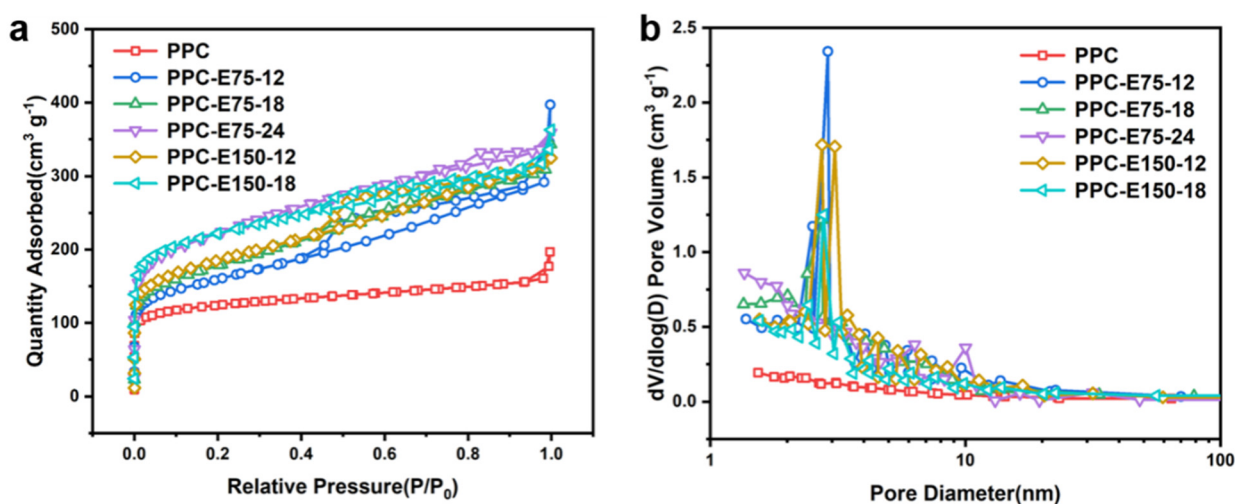 a
500
400
300
200
100
0
Quantity Adsorbed(cm³ g⁻¹)
PPC
PPC-E75-12
PPC-E75-18
PPC-E75-24
PPC-E150-12
PPC-E150-18
0.0 0.2 0.4 0.6 0.8 1.0
Relative Pressure(P/P₀)
b
2.5
2.0
1.5
1.0
0.5
0.0
dV/dlog(D) Pore Volume (cm³ g⁻¹)
PPC
PPC-E75-12
PPC-E75-18
PPC-E75-24
PPC-E150-12
PPC-E150-18
1 10 100
Pore Diameter(nm)